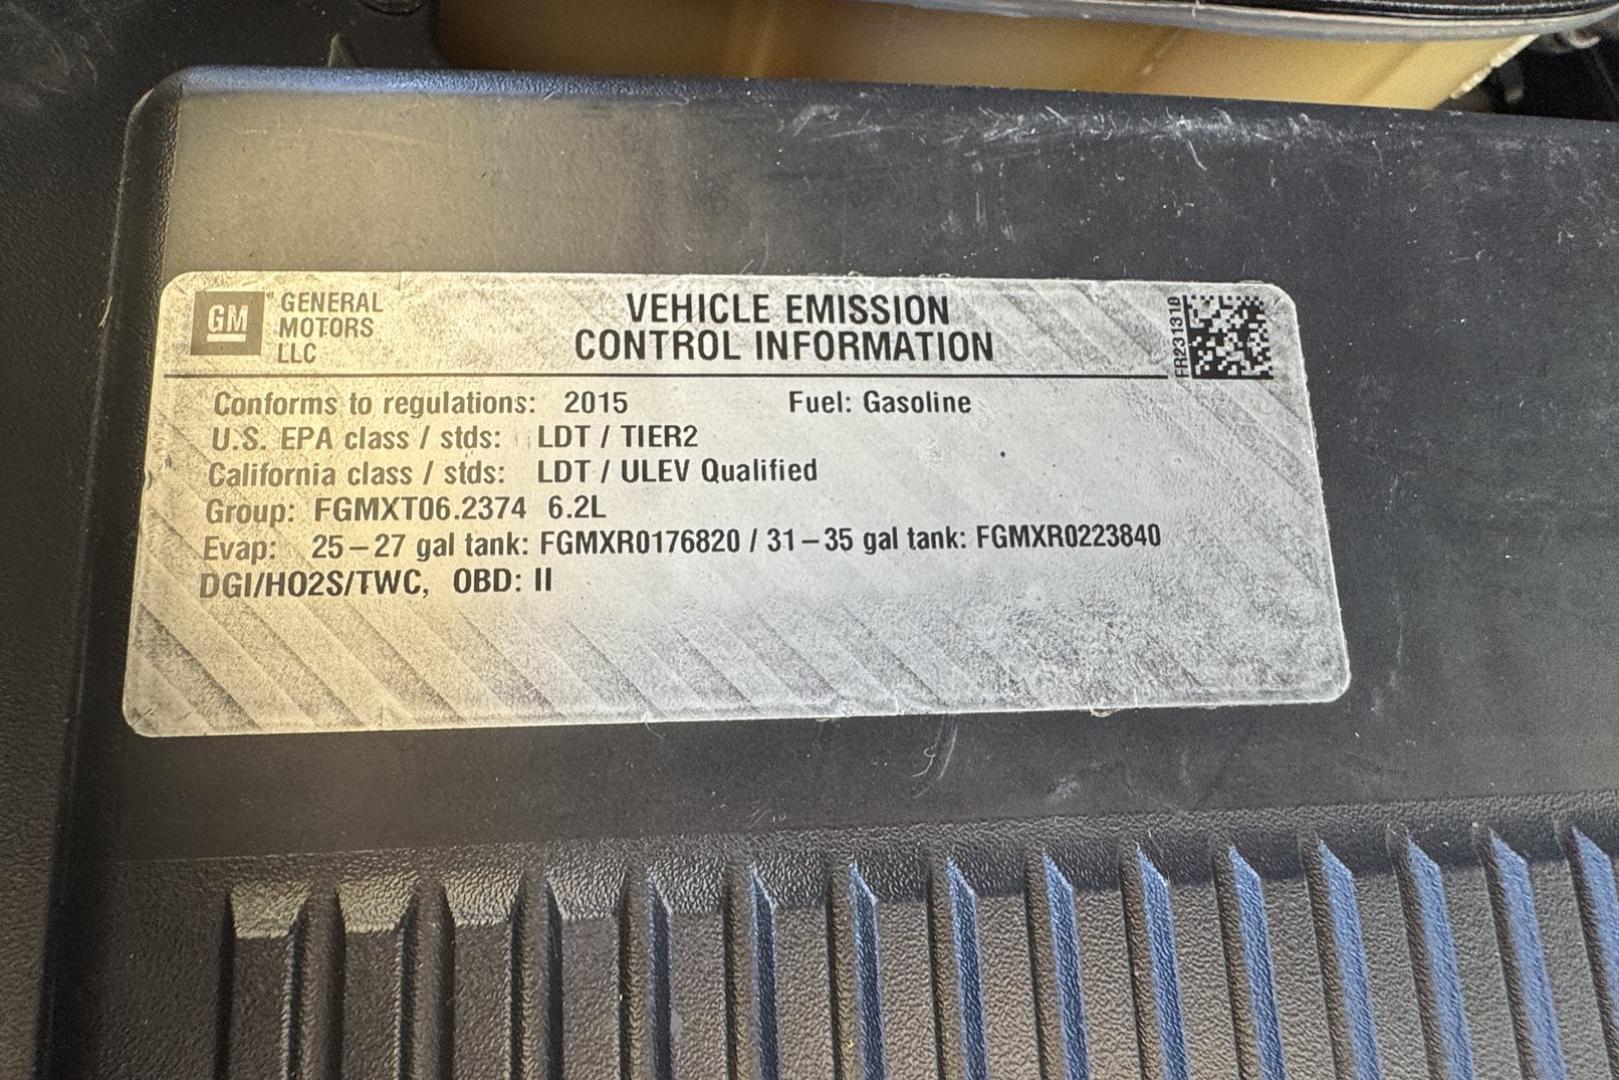 GM
GENERAL
MOTORS
LLC
VEHICLE EMISSION
CONTROL INFORMATION
FR231318
Conforms to regulations: 2015 Fuel: Gasoline
U.S. EPA class / stds: LDT / TIER2
California class / stds: LDT / ULEV Qualified
Group: FGMXT06.2374 6.2L
Evap: 25–27 gal tank: FGMXR0176820 / 31–35 gal tank: FGMXR0223840
DGI/HO2S/TWC, OBD: II